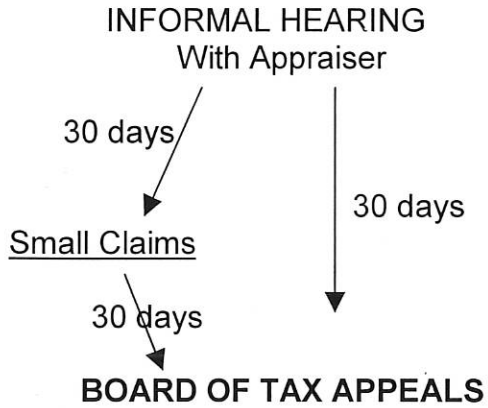 INFORMAL HEARING
With Appraiser
30 days
30 days
Small Claims
30 days
BOARD OF TAX APPEALS